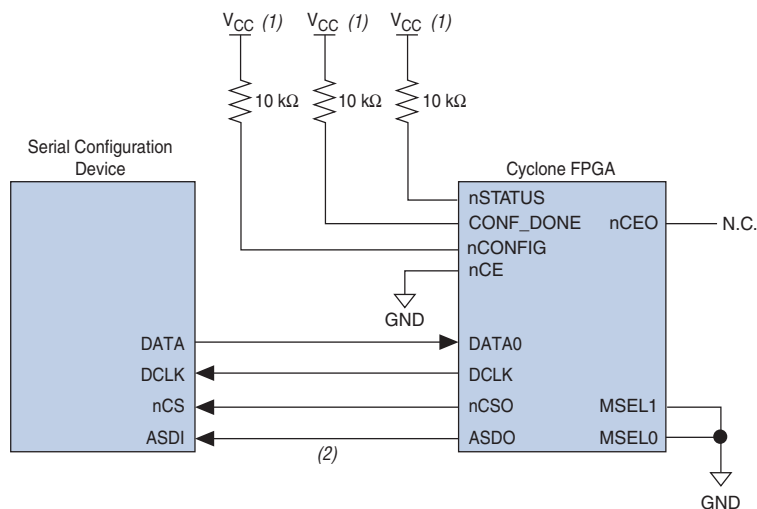 VCC (1) VCC (1) VCC (1)
10 kΩ 10 kΩ 10 kΩ
Serial Configuration
Device
Cyclone FPGA
nSTATUS
CONF_DONE nCEO N.C.
nCONFIG
nCE
GND
DATA DATA0
DCLK DCLK
nCS nCSO MSEL1
ASDI (2) ASDO MSEL0
GND